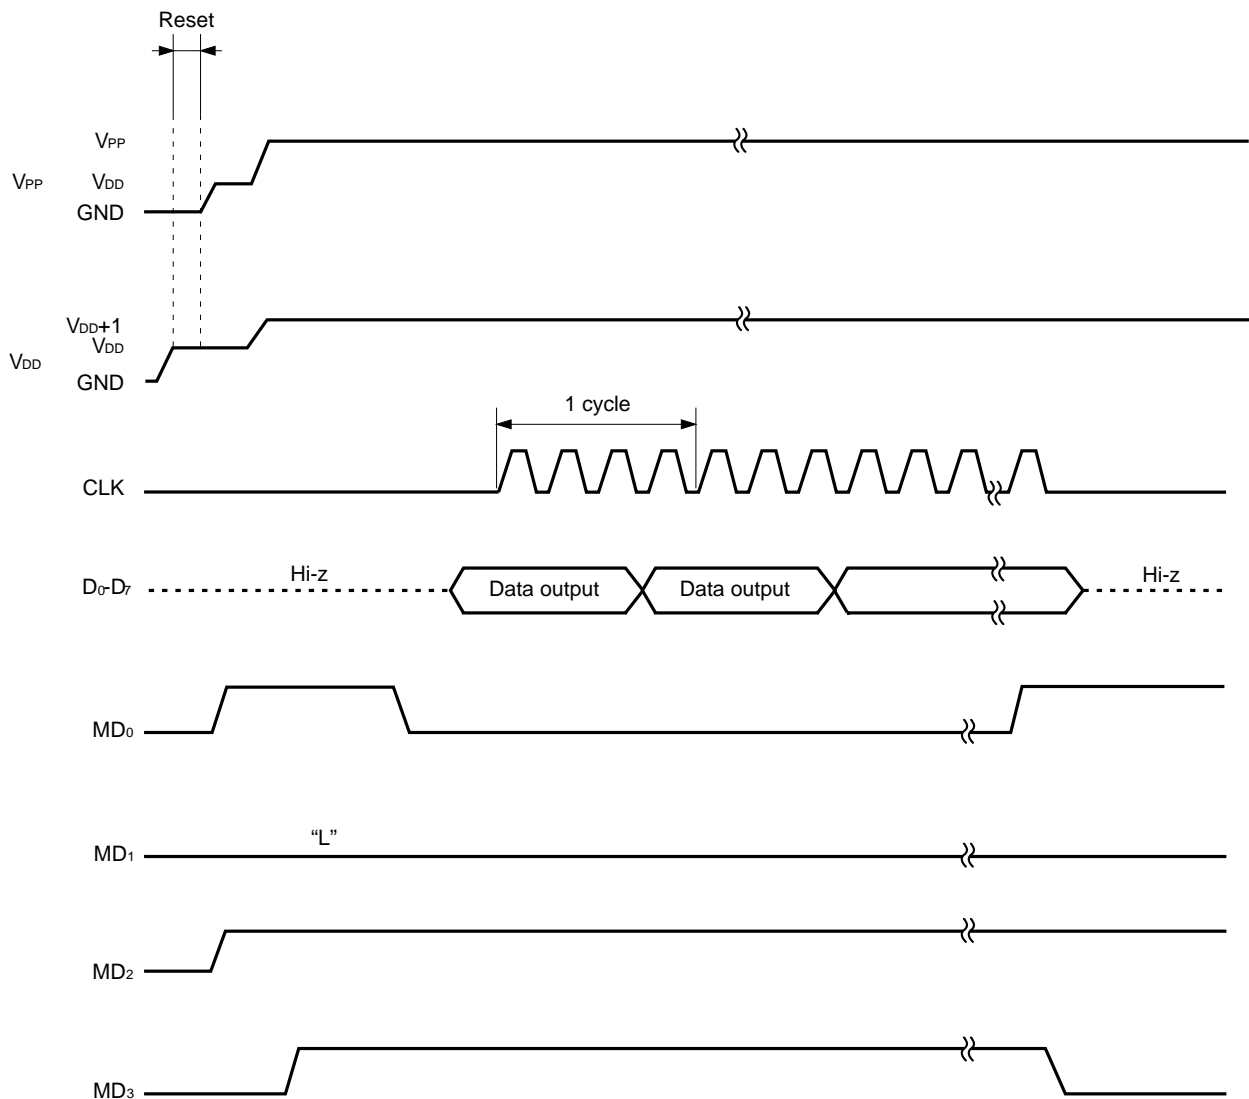 Reset
VPP
VPP VDD
GND
VDD+1
VDD
VDD
GND
1 cycle
CLK
D0-D7 Hi-z Data output Data output Hi-z
MD0
“L”
MD1
MD2
MD3